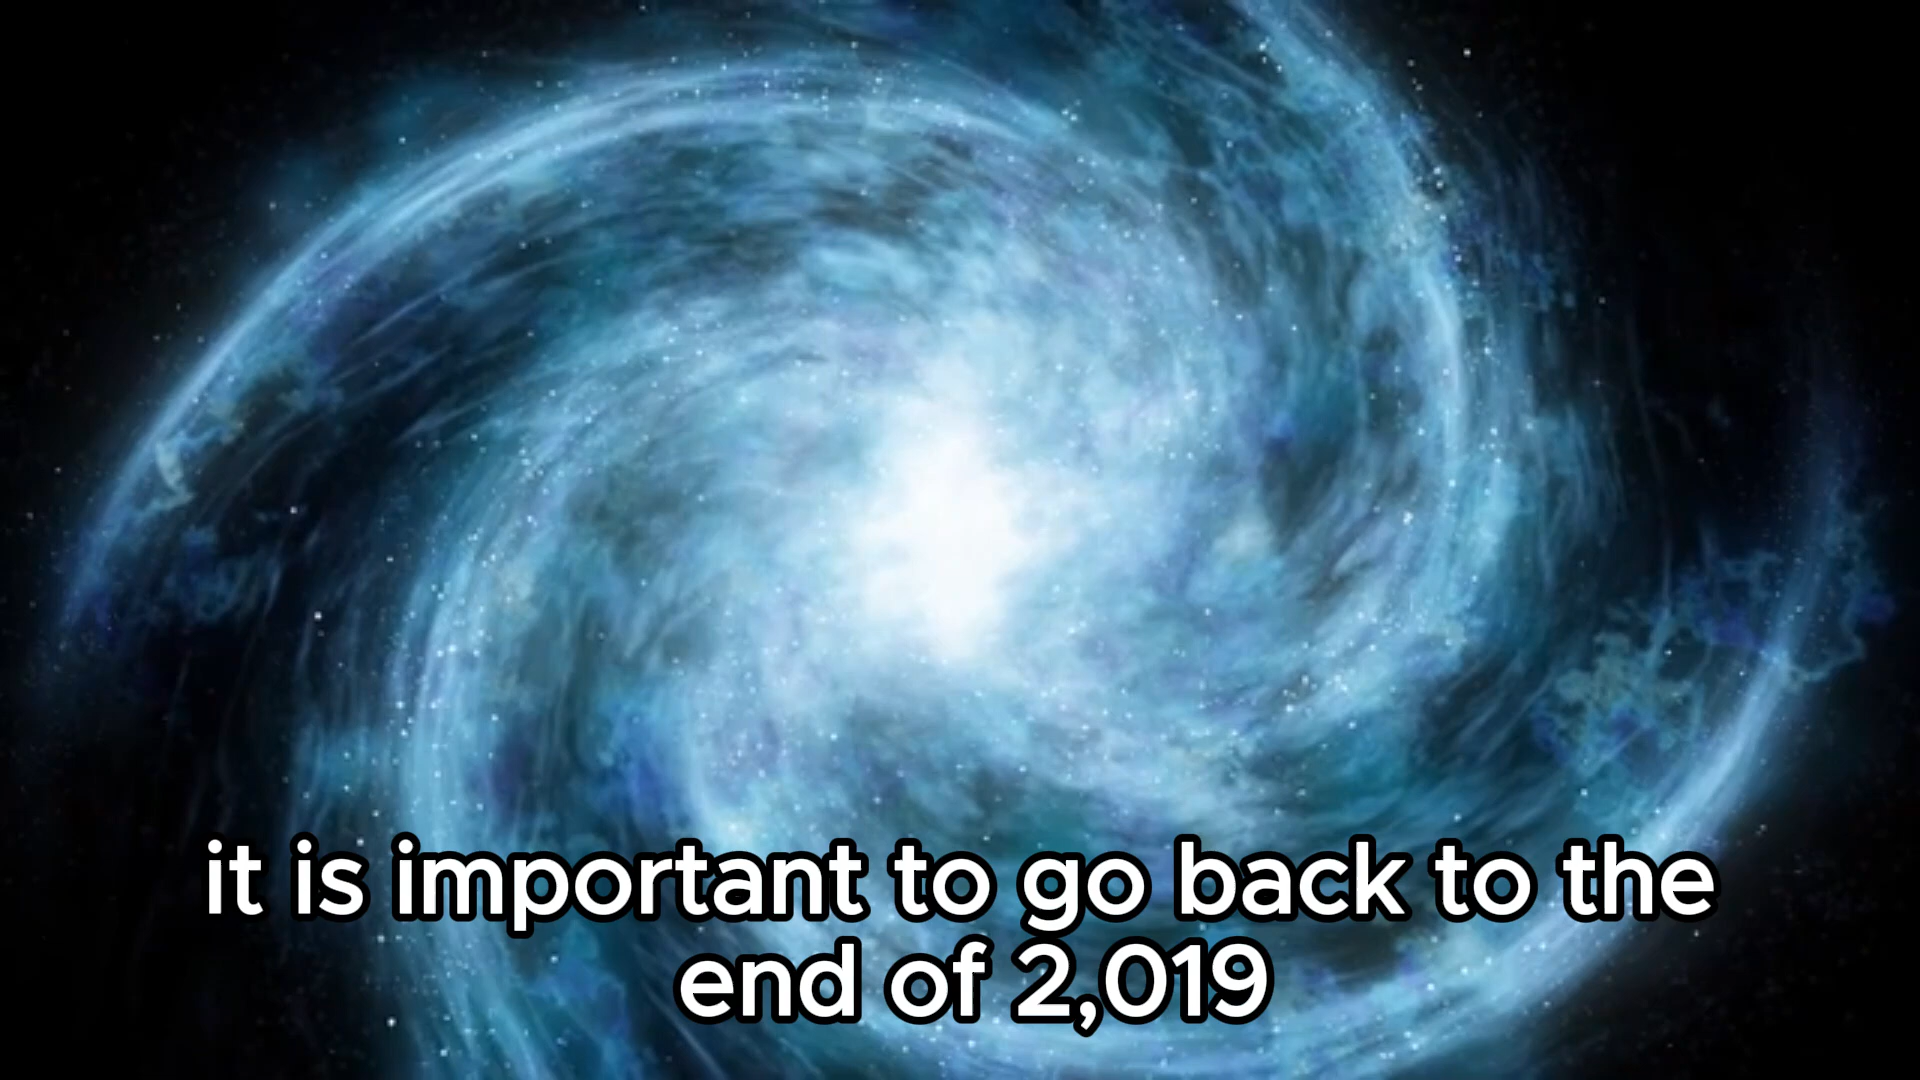 it is important to go back to the
end of 2,019